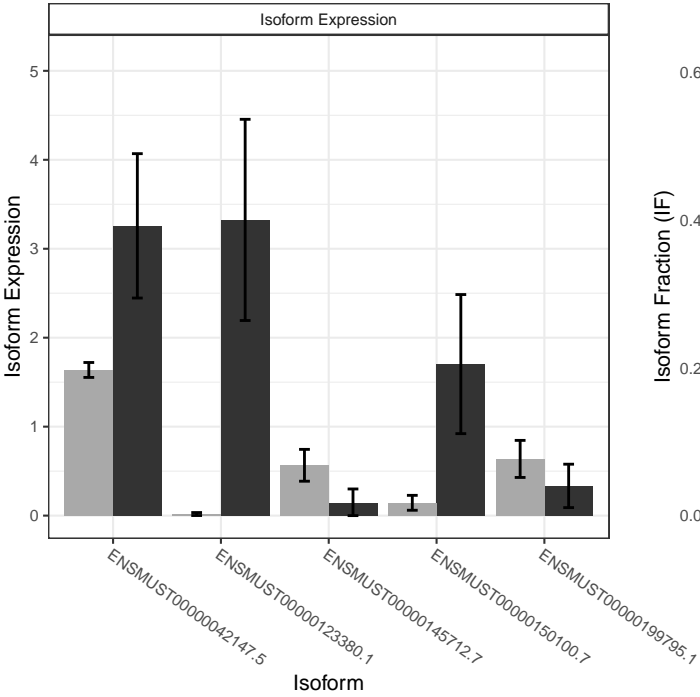 Isoform Expression
Isoform Expression
5
4
3
2
1
0
ENSMUST00000042147.5
ENSMUST00000123380.1
ENSMUST00000145712.7
ENSMUST00000150100.7
ENSMUST00000199795.1
Isoform
Isoform Fraction (IF)
0.6
0.4
0.2
0.0